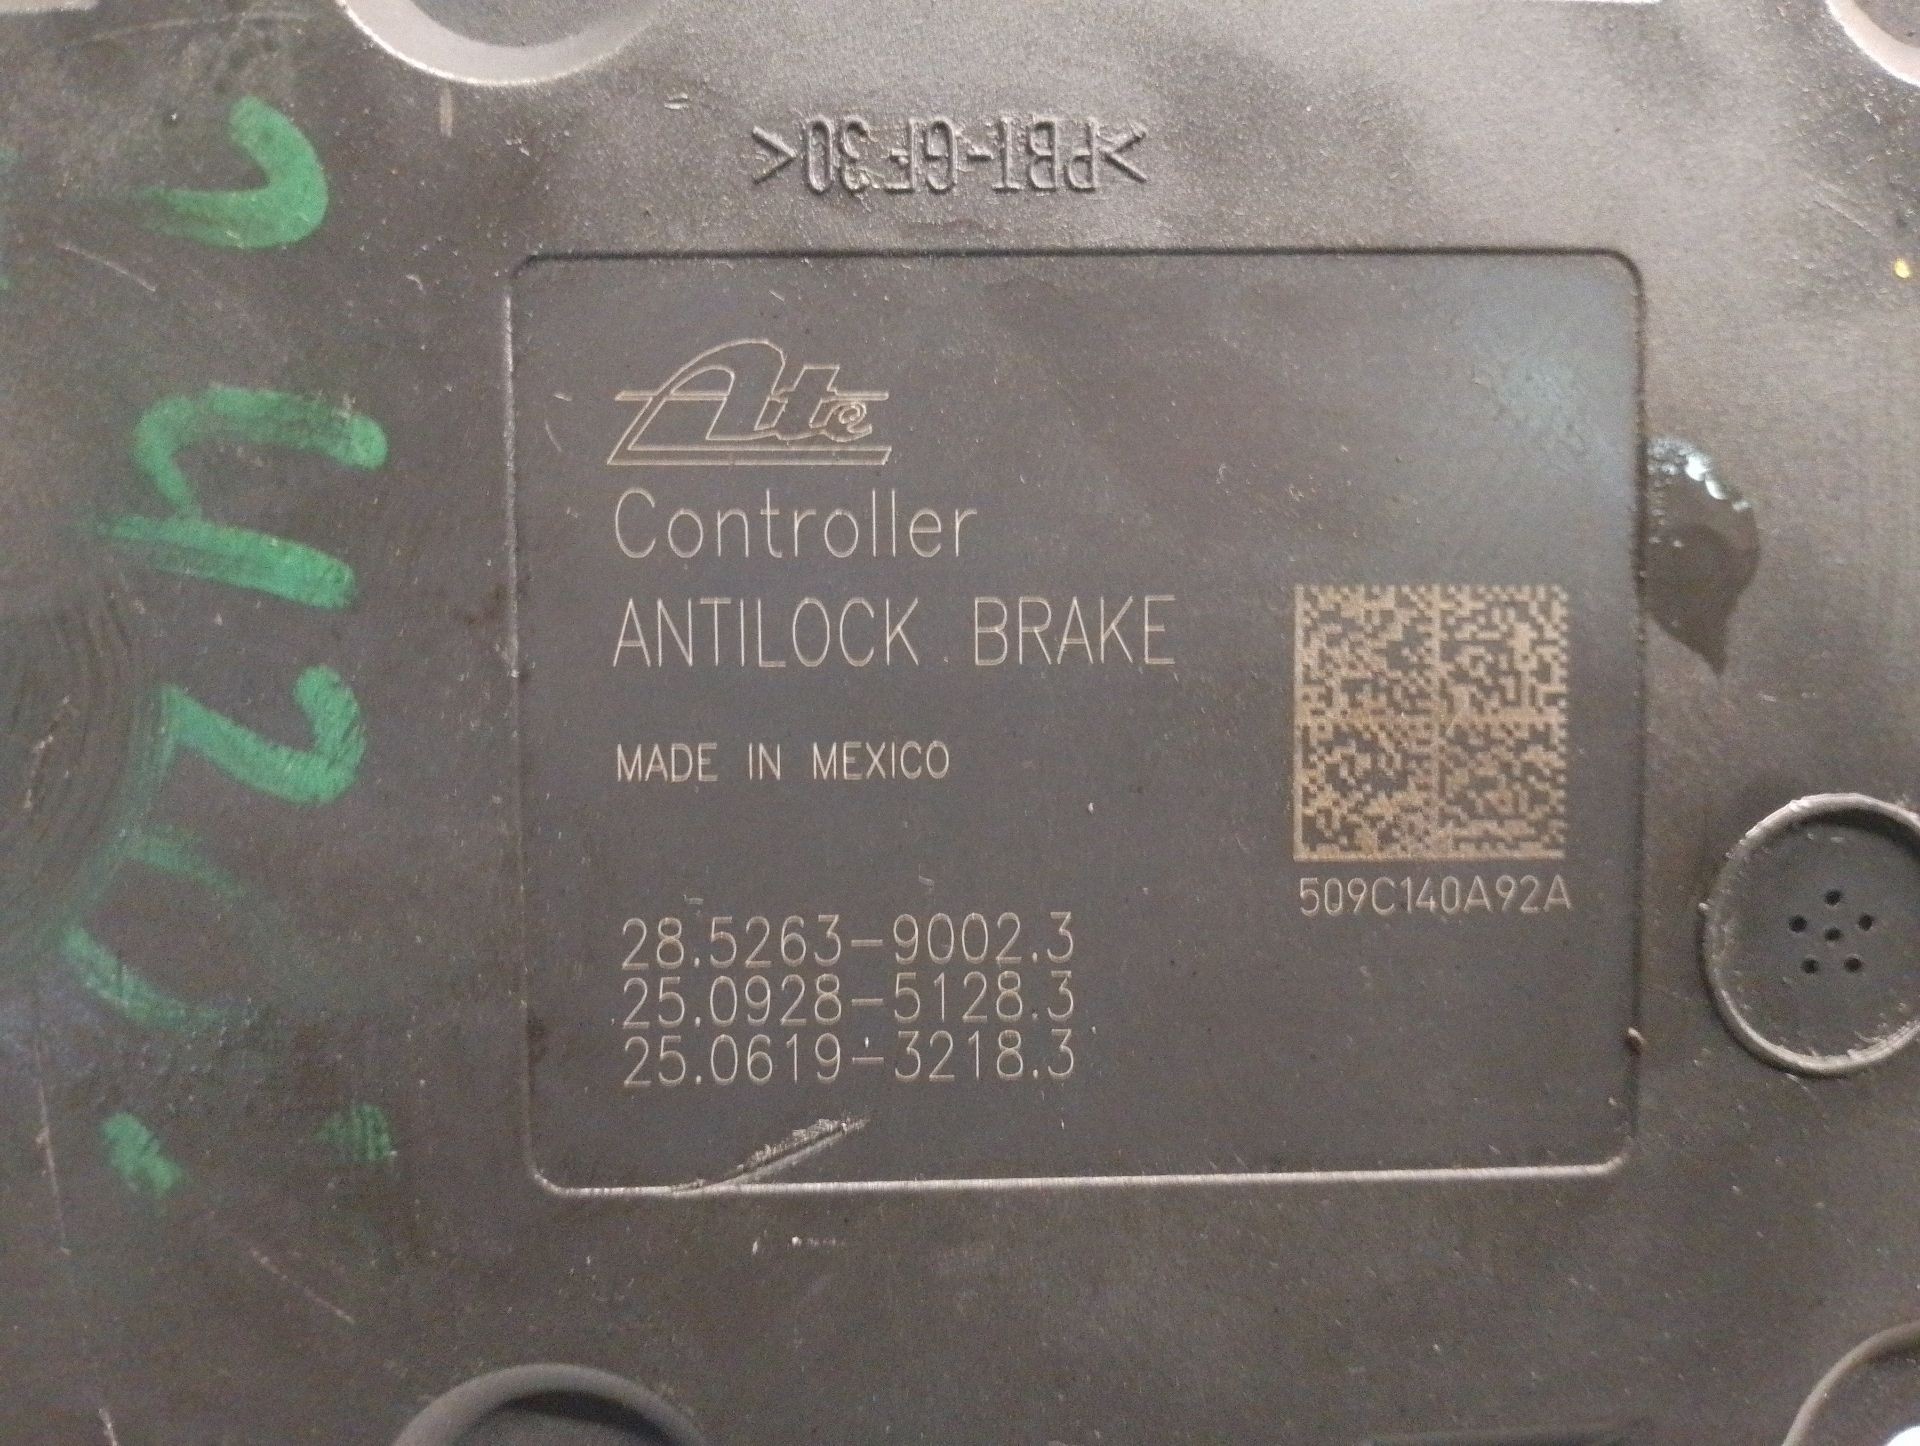 >PBT-GF30<
Ate
Controller
ANTILOCK BRAKE
MADE IN MEXICO
509C140A92A
28.5263-9002.3
25.0928-5128.3
25.0619-3218.3